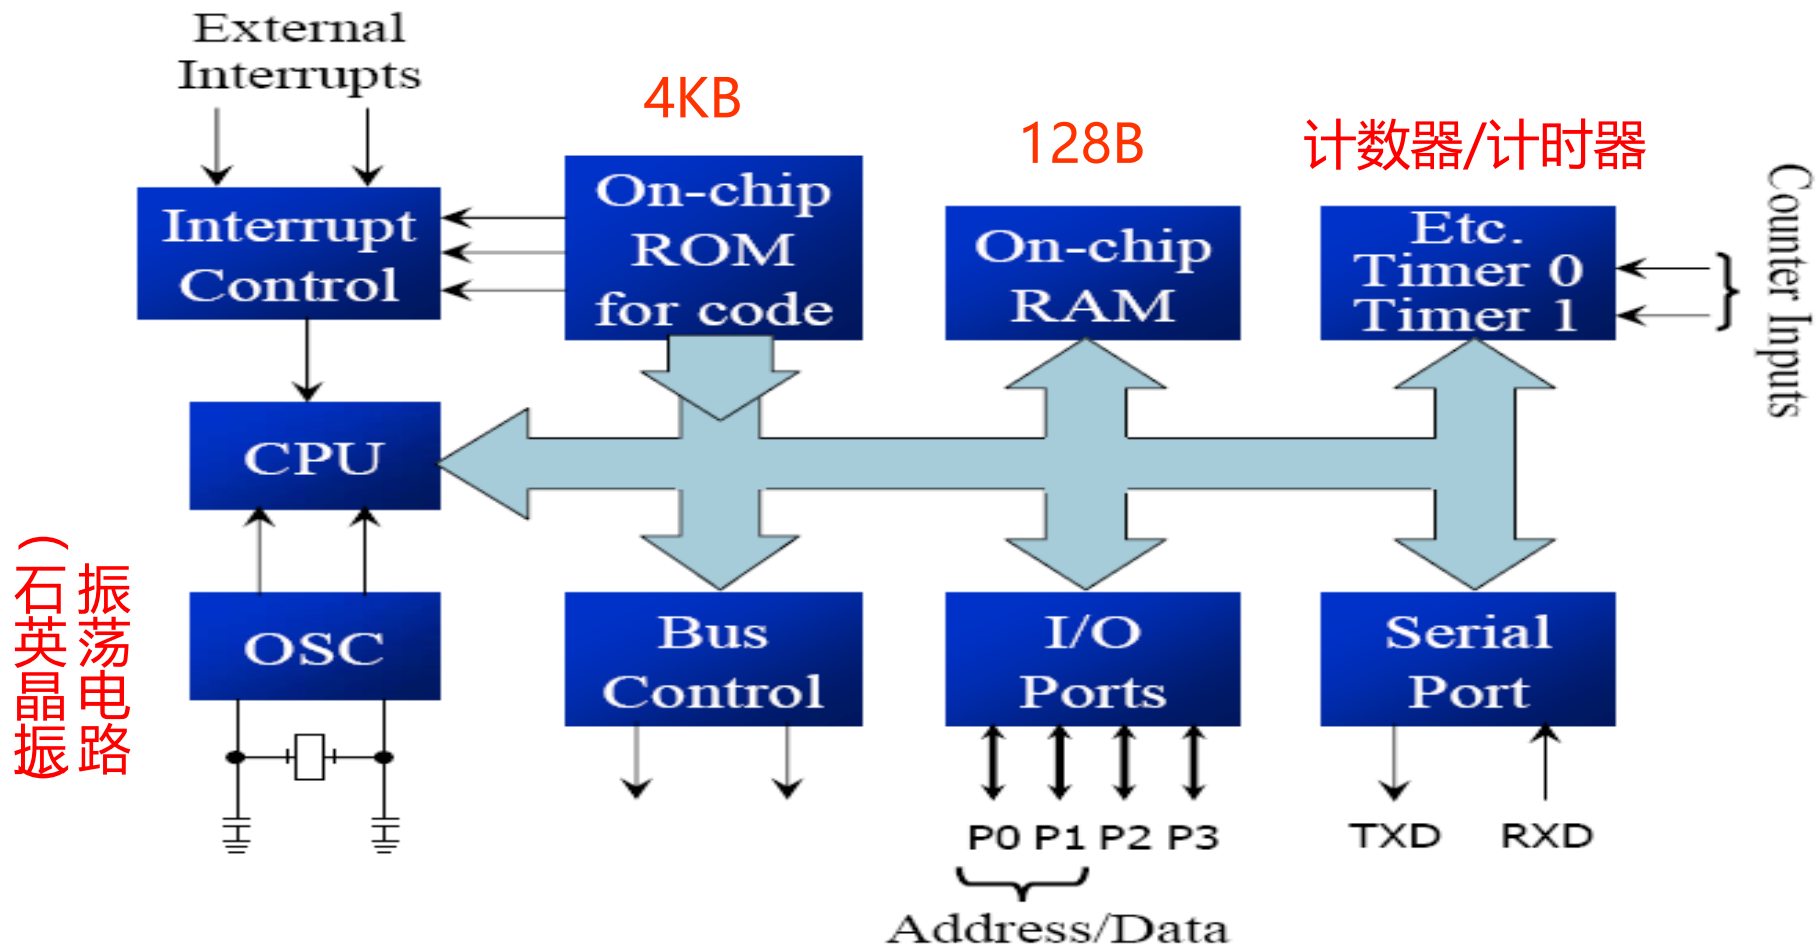 External
Interrupts
4KB
128B
计数器/计时器
Interrupt
Control
On-chip
ROM
for code
On-chip
RAM
Etc.
Timer 0
Timer 1
Counter Inputs
CPU
OSC
振荡电路
(石英晶振)
Bus
Control
I/O
Ports
Serial
Port
P0 P1 P2 P3
TXD
RXD
Address/Data